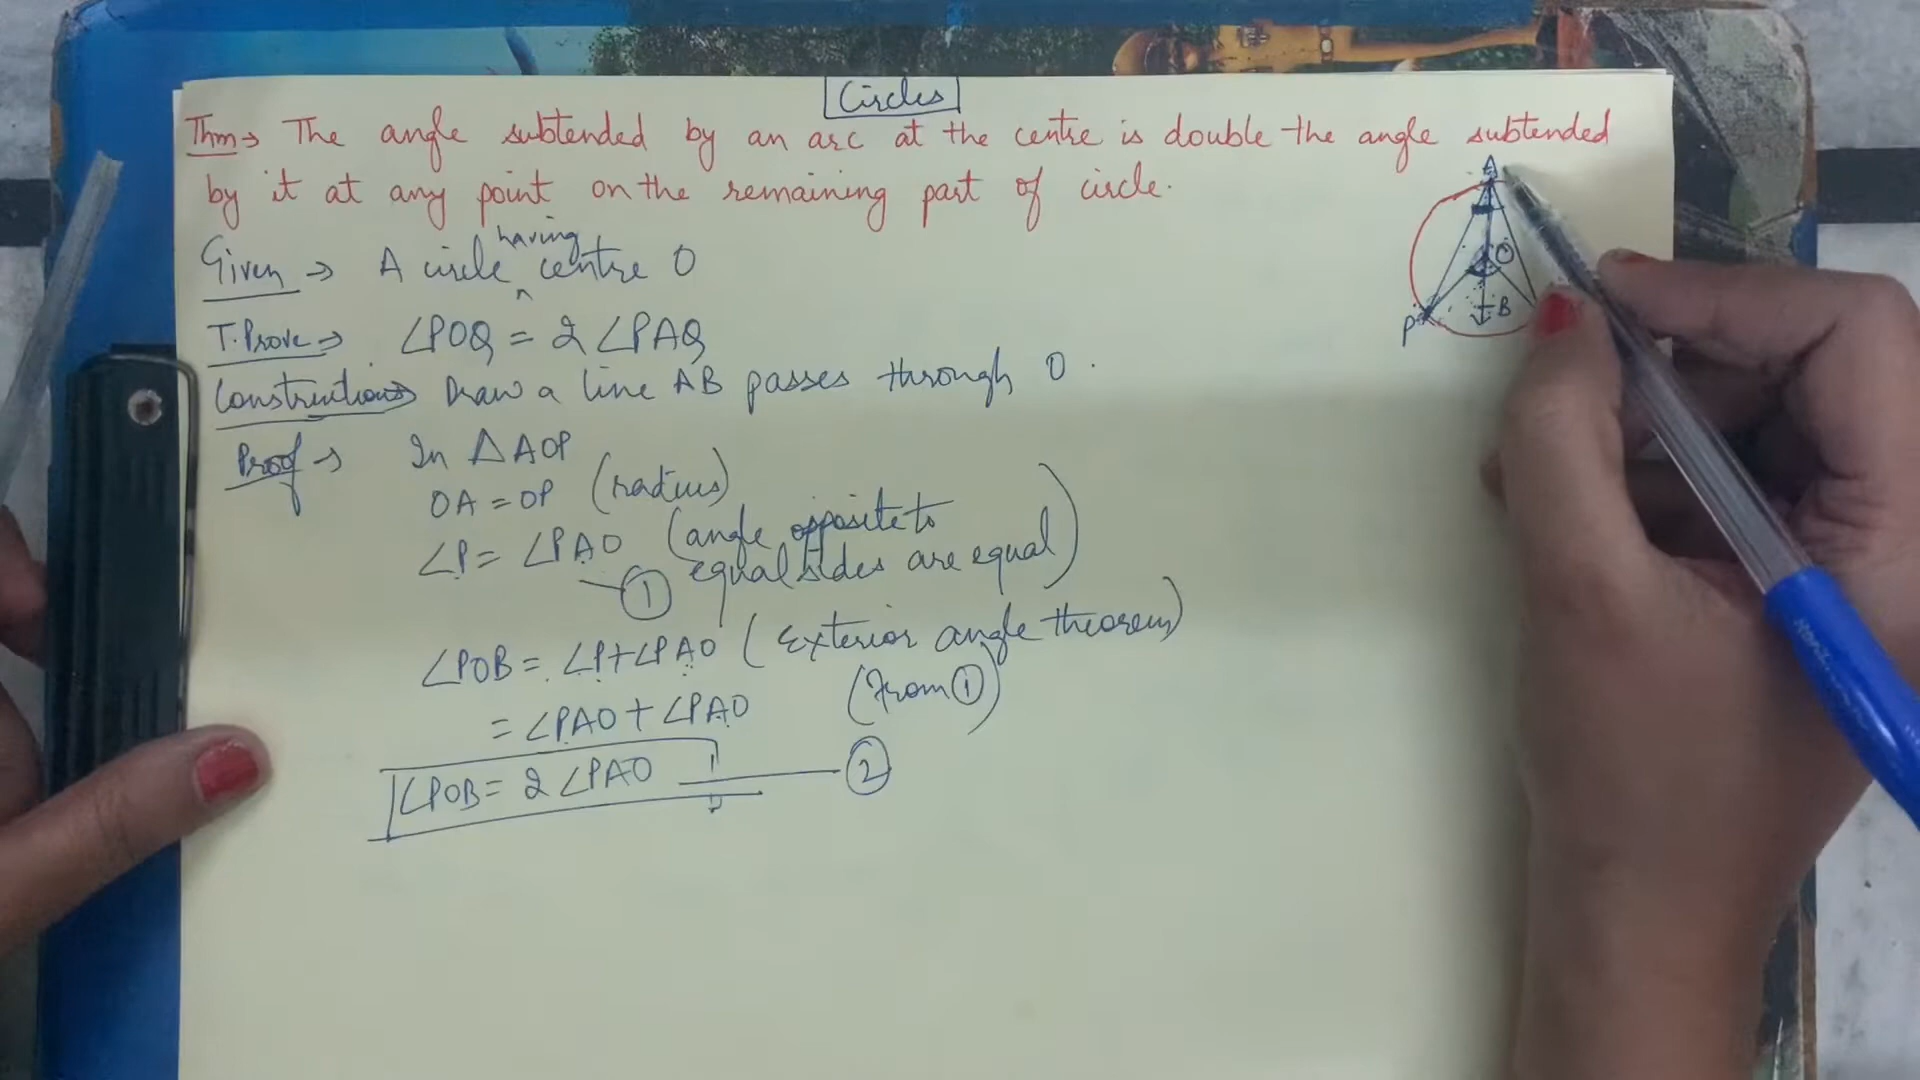 Circles
Thm→ The angle subtended by an arc at the centre is double the angle subtended
by it at any point on the remaining part of circle.
Given → A circle having centre O
T.Prove→ ∠POQ = 2 ∠PAQ
Construction→ Draw a line AB passes through O.
Proof → In △AOP
OA = OP (radius)
∠P = ∠PAO (angle opposite to
equal sides are equal)
①
∠POB = ∠P+∠PAO (Exterior angle theorem)
= ∠PAO + ∠PAO (From ①)
∠POB = 2 ∠PAO ②
A
O
B
P